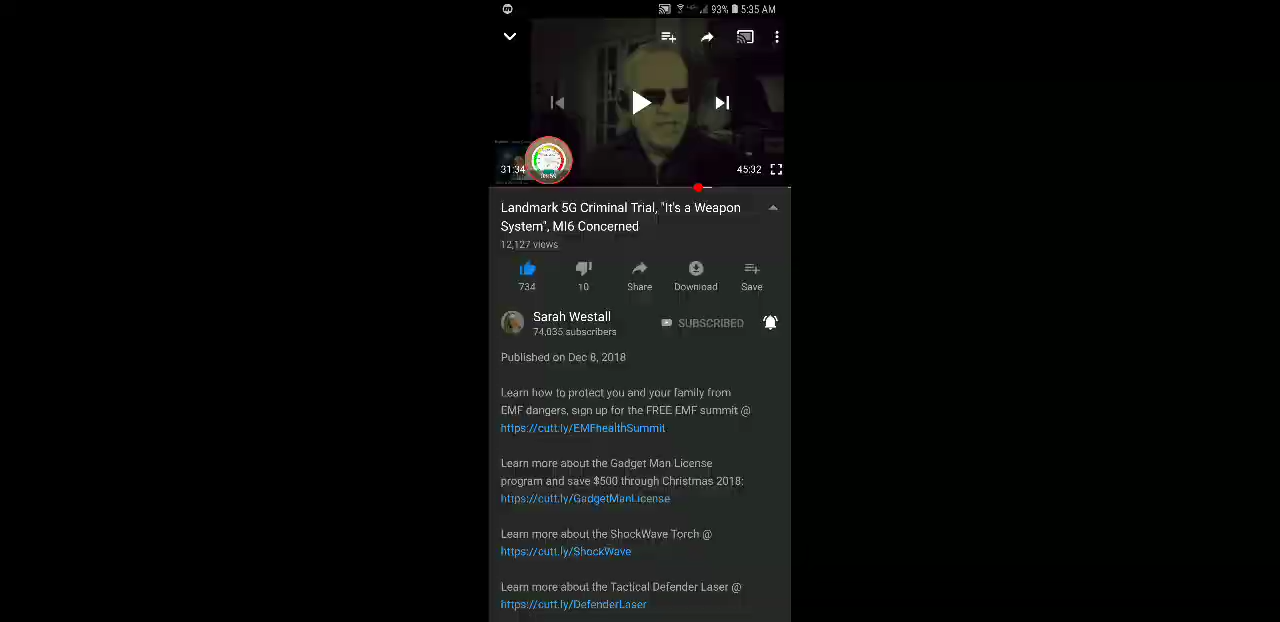 93% 5:35 AM
31:34
45:32
Landmark 5G Criminal Trial, "It's a Weapon
System", MI6 Concerned
12,127 views
734
10
Share
Download
Save
Sarah Westall
74,035 subscribers
SUBSCRIBED
Published on Dec 8, 2018
Learn how to protect you and your family from
EMF dangers, sign up for the FREE EMF summit @
https://cutt.ly/EMFhealthSummit
Learn more about the Gadget Man License
program and save $500 through Christmas 2018:
https://cutt.ly/GadgetManLicense
Learn more about the ShockWave Torch @
https://cutt.ly/ShockWave
Learn more about the Tactical Defender Laser @
https://cutt.ly/DefenderLaser